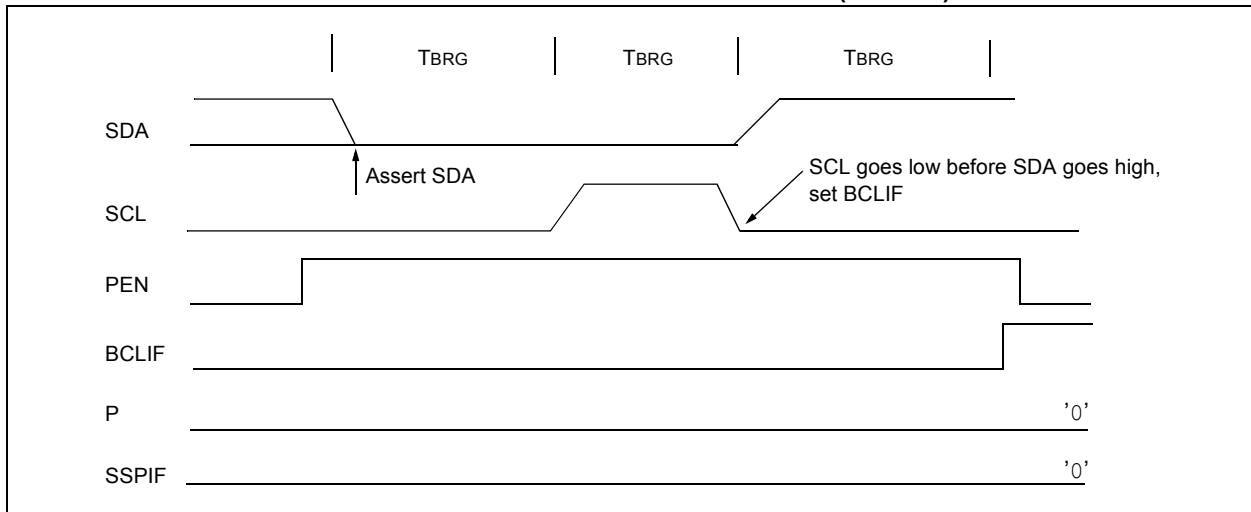 TBRG TBRG TBRG
SDA
Assert SDA
SCL goes low before SDA goes high,
set BCLIF
SCL
PEN
BCLIF
P '0'
SSPIF '0'